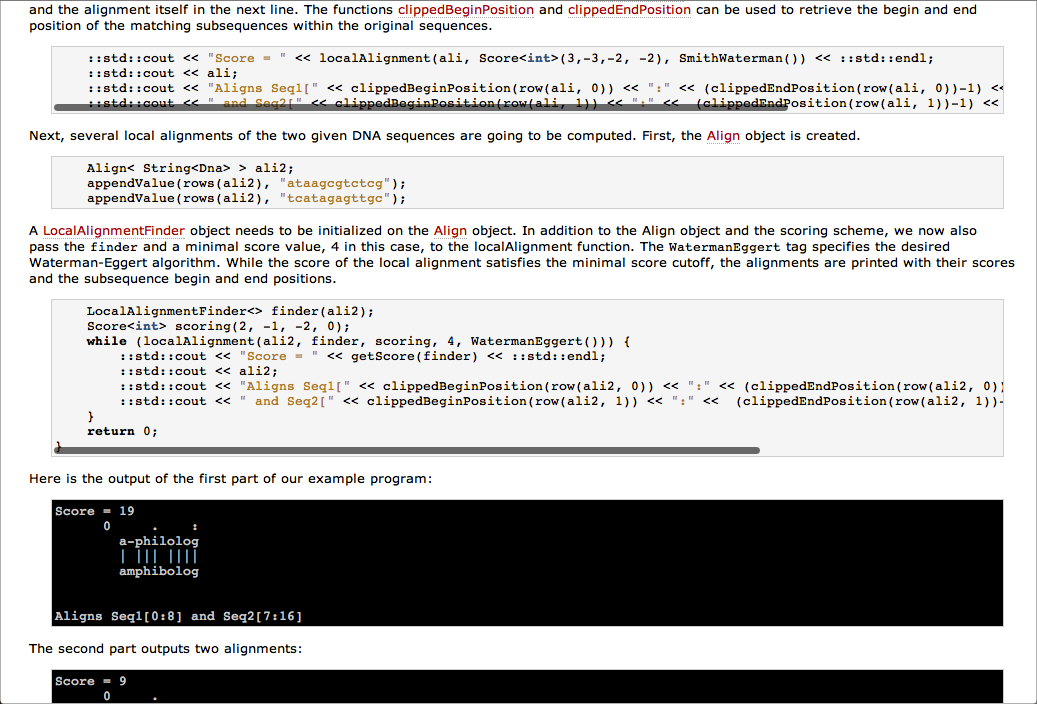 and the alignment itself in the next line. The functions clippedBeginPosition and clippedEndPosition can be used to retrieve the begin and end
position of the matching subsequences within the original sequences.
::std::cout << "Score = " << localAlignment(ali, Score<int>(3,-3,-2, -2), SmithWaterman()) << ::std::endl;
::std::cout << ali;
::std::cout << "Aligns Seq1[" << clippedBeginPosition(row(ali, 0)) << ":" << (clippedEndPosition(row(ali, 0))-1) <<
::std::cout << " and Seq2[" << clippedBeginPosition(row(ali, 1)) << ":" <<  (clippedEndPosition(row(ali, 1))-1) <<
Next, several local alignments of the two given DNA sequences are going to be computed. First, the Align object is created.
Align< String<Dna> > ali2;
appendValue(rows(ali2), "ataagcgtctcg");
appendValue(rows(ali2), "tcatagagttgc");
A LocalAlignmentFinder object needs to be initialized on the Align object. In addition to the Align object and the scoring scheme, we now also
pass the finder and a minimal score value, 4 in this case, to the localAlignment function. The WatermanEggert tag specifies the desired
Waterman-Eggert algorithm. While the score of the local alignment satisfies the minimal score cutoff, the alignments are printed with their scores
and the subsequence begin and end positions.
LocalAlignmentFinder<> finder(ali2);
Score<int> scoring(2, -1, -2, 0);
while (localAlignment(ali2, finder, scoring, 4, WatermanEggert())) {
::std::cout << "Score = " << getScore(finder) << ::std::endl;
::std::cout << ali2;
::std::cout << "Aligns Seq1[" << clippedBeginPosition(row(ali2, 0)) << ":" << (clippedEndPosition(row(ali2, 0))
::std::cout << " and Seq2[" << clippedBeginPosition(row(ali2, 1)) << ":" <<  (clippedEndPosition(row(ali2, 1))-
}
return 0;
}
Here is the output of the first part of our example program:
Score = 19
0     .    :
a-philolog
| ||| ||||
amphibolog
Aligns Seq1[0:8] and Seq2[7:16]
The second part outputs two alignments:
Score = 9
0     .